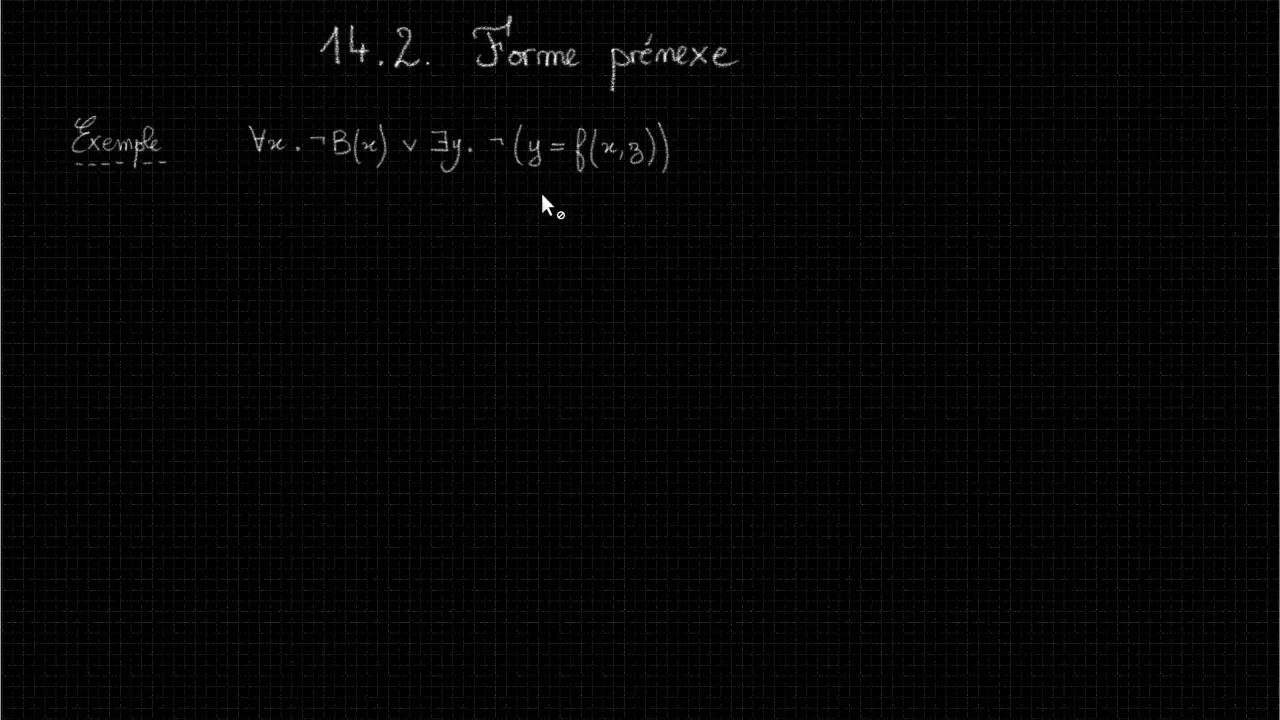 14.2. Forme prénexe
Exemple ∀x. ¬B(x) ∨ ∃y. ¬(y = f(x,z))